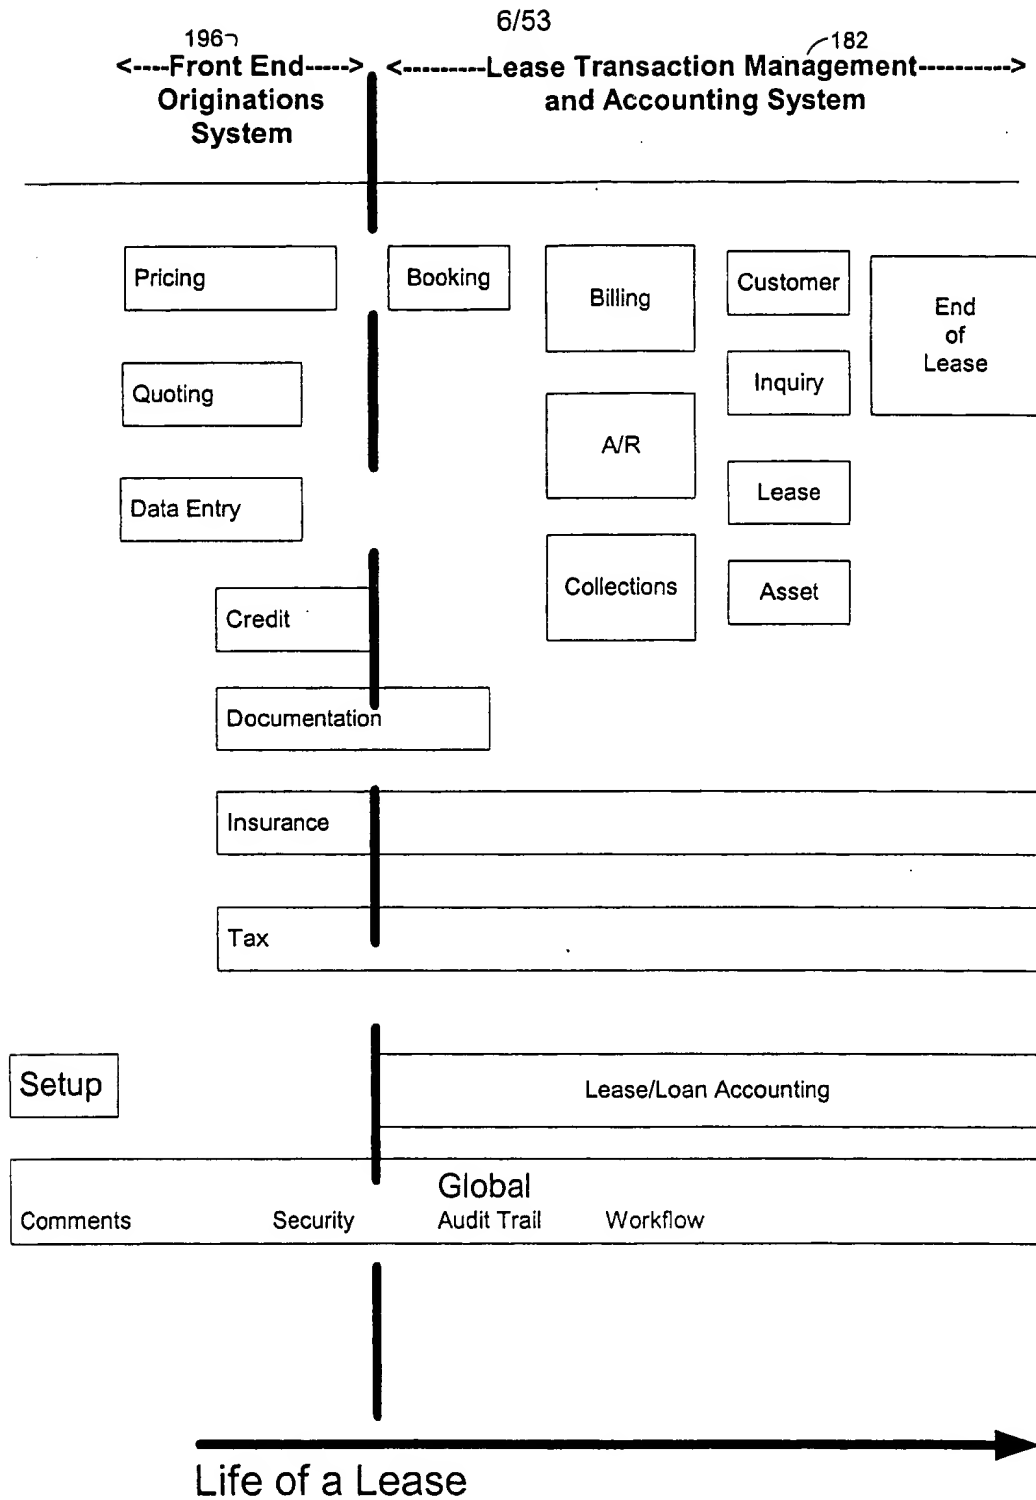 6/53
196
182
<----Front End----->
<---------Lease Transaction Management---------->
Originations
and Accounting System
System
Pricing
Booking
Billing
Customer
End
of
Lease
Quoting
A/R
Inquiry
Data Entry
Lease
Collections
Asset
Credit
Documentation
Insurance
Tax
Setup
Lease/Loan Accounting
Global
Comments Security Audit Trail Workflow
Life of a Lease